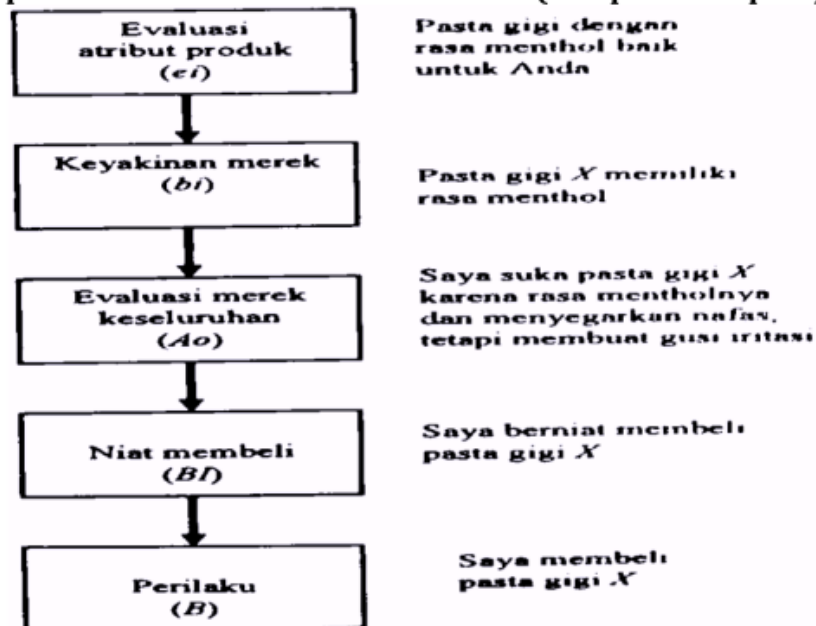 Evaluasi
atribut produk
(ei)
Pasta gigi dengan
rasa menthol baik
untuk Anda
Keyakinan merek
(bi)
Pasta gigi X memiliki
rasa menthol
Evaluasi merek
keseluruhan
(Ao)
Saya suka pasta gigi X
karena rasa mentholnya
dan menyegarkan nafas,
tetapi membuat gusi iritasi
Niat membeli
(BI)
Saya berniat membeli
pasta gigi X
Perilaku
(B)
Saya membeli
pasta gigi X